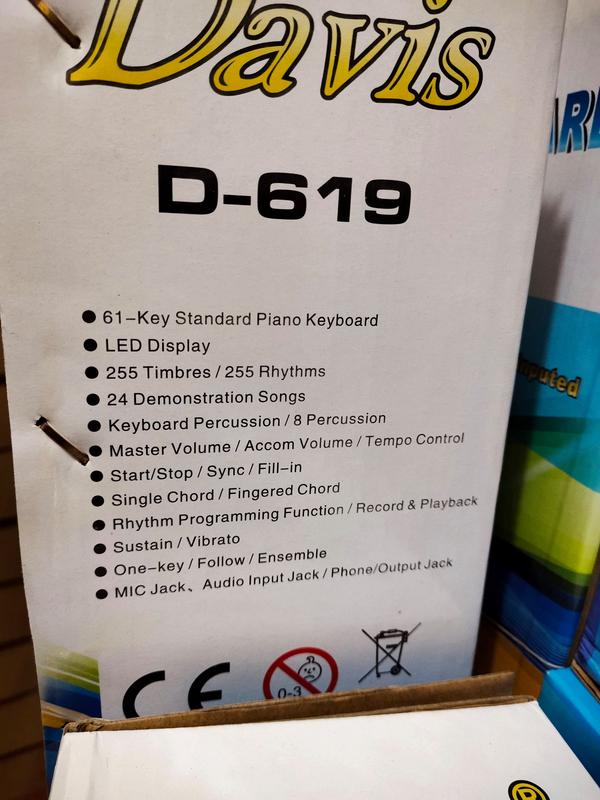 Davis
D-619
● 61-Key Standard Piano Keyboard
● LED Display
● 255 Timbres / 255 Rhythms
● 24 Demonstration Songs
● Keyboard Percussion / 8 Percussion
● Master Volume / Accom Volume / Tempo Control
● Start/Stop / Sync / Fill-in
● Single Chord / Fingered Chord
● Rhythm Programming Function / Record & Playback
● Sustain / Vibrato
● One-key / Follow / Ensemble
● MIC Jack、Audio Input Jack / Phone/Output Jack
CE
0-3